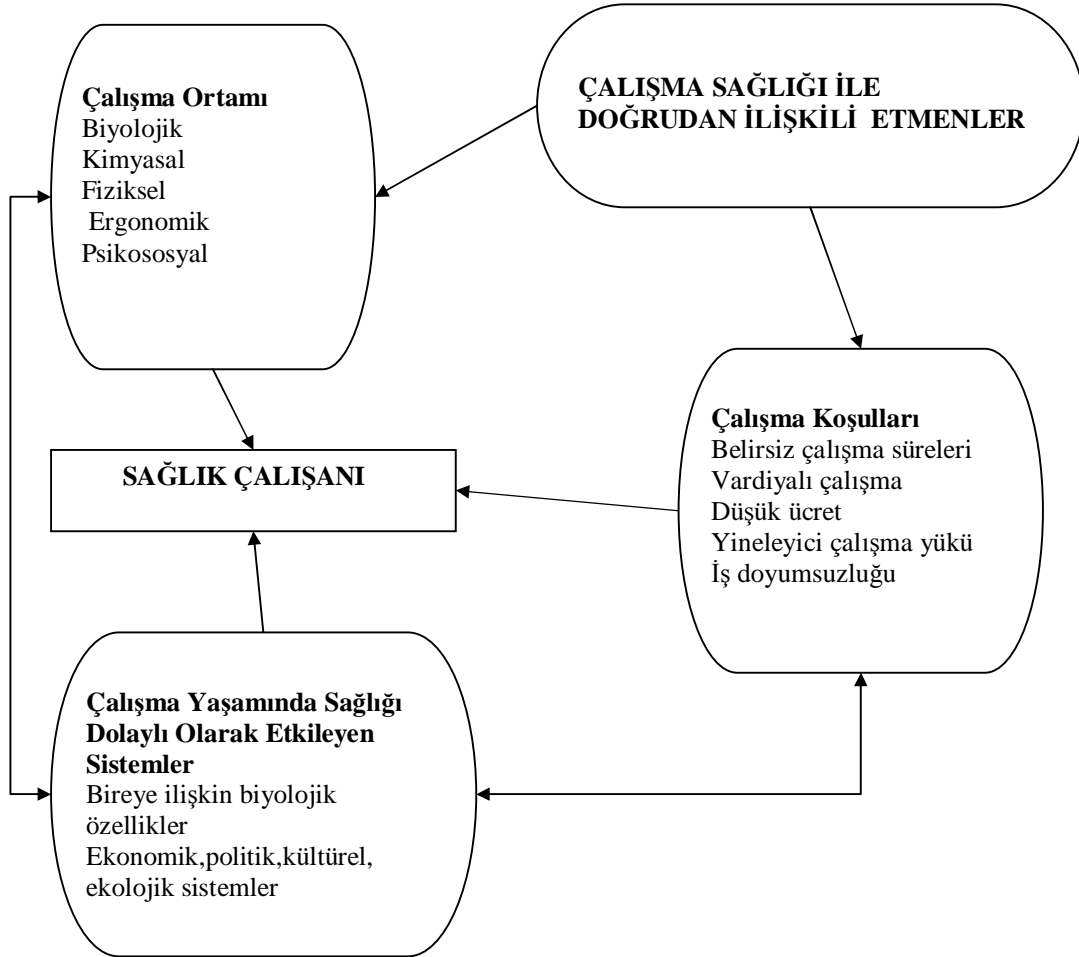 Çalışma Ortamı
Biyolojik
Kimyasal
Fiziksel
Ergonomik
Psikososyal
ÇALIŞMA SAĞLIĞI İLE
DOĞRUDAN İLİŞKİLİ ETMENLER
Çalışma Koşulları
Belirsiz çalışma süreleri
Vardiyalı çalışma
Düşük ücret
Yineleyici çalışma yükü
İş doyumsuzluğu
SAĞLIK ÇALIŞANI
Çalışma Yaşamında Sağlığı
Dolaylı Olarak Etkileyen
Sistemler
Bireye ilişkin biyolojik
özellikler
Ekonomik,politik,kültürel,
ekolojik sistemler